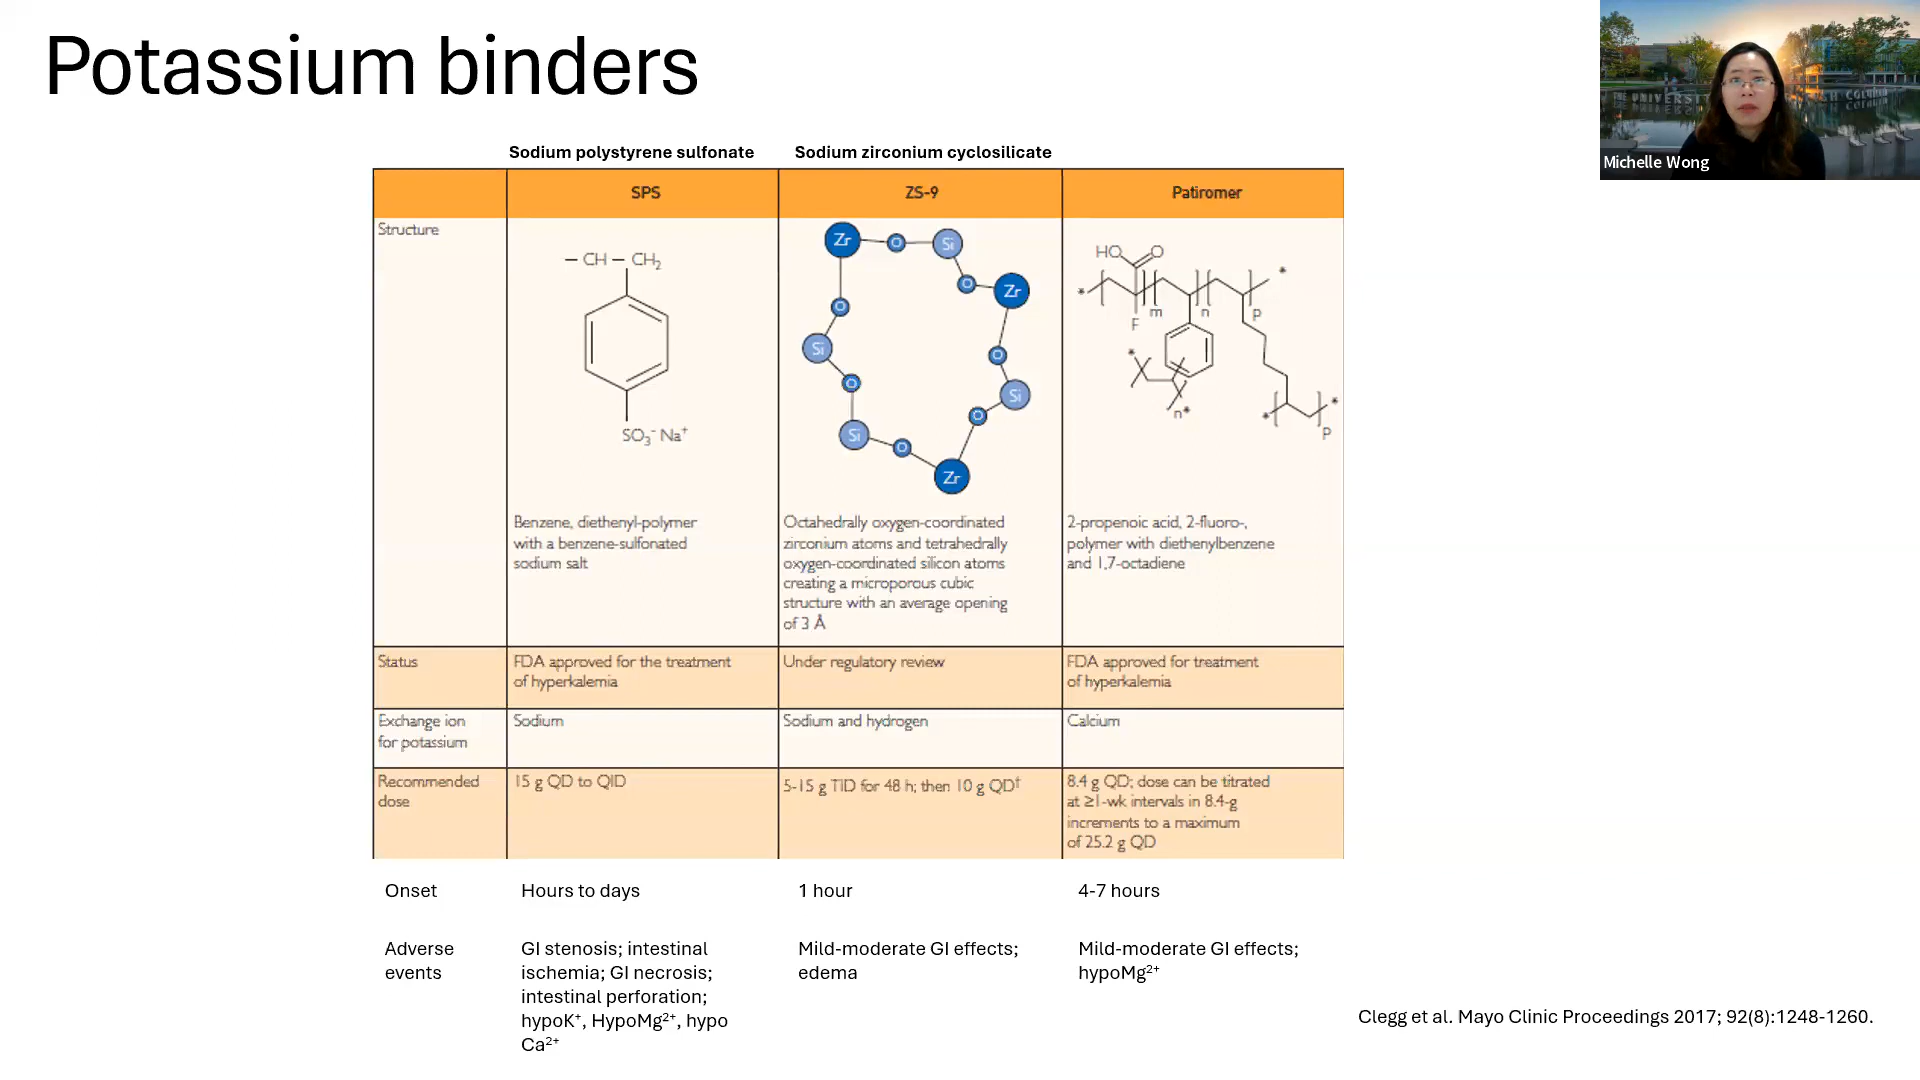 Potassium binders
Michelle Wong
Sodium polystyrene sulfonate
Sodium zirconium cyclosilicate
SPS
ZS-9
Patiromer
Structure
– CH – CH₂
SO₃⁻ Na⁺
Zr
O
Si
O
Zr
O
Si
O
Zr
O
Si
O
Si
O
HO
O
F
m
n
p
n*
p
Benzene, diethenyl-polymer
with a benzene-sulfonated
sodium salt
Octahedrally oxygen-coordinated
zirconium atoms and tetrahedrally
oxygen-coordinated silicon atoms
creating a microporous cubic
structure with an average opening
of 3 Å
2-propenoic acid, 2-fluoro-,
polymer with diethenylbenzene
and 1,7-octadiene
Status
FDA approved for the treatment
of hyperkalemia
Under regulatory review
FDA approved for treatment
of hyperkalemia
Exchange ion
for potassium
Sodium
Sodium and hydrogen
Calcium
Recommended
dose
15 g QD to QID
5-15 g TID for 48 h; then 10 g QD†
8.4 g QD; dose can be titrated
at ≥1-wk intervals in 8.4-g
increments to a maximum
of 25.2 g QD
Onset
Hours to days
1 hour
4-7 hours
Adverse
events
GI stenosis; intestinal
ischemia; GI necrosis;
intestinal perforation;
hypoK⁺, HypoMg²⁺, hypo
Ca²⁺
Mild-moderate GI effects;
edema
Mild-moderate GI effects;
hypoMg²⁺
Clegg et al. Mayo Clinic Proceedings 2017; 92(8):1248-1260.